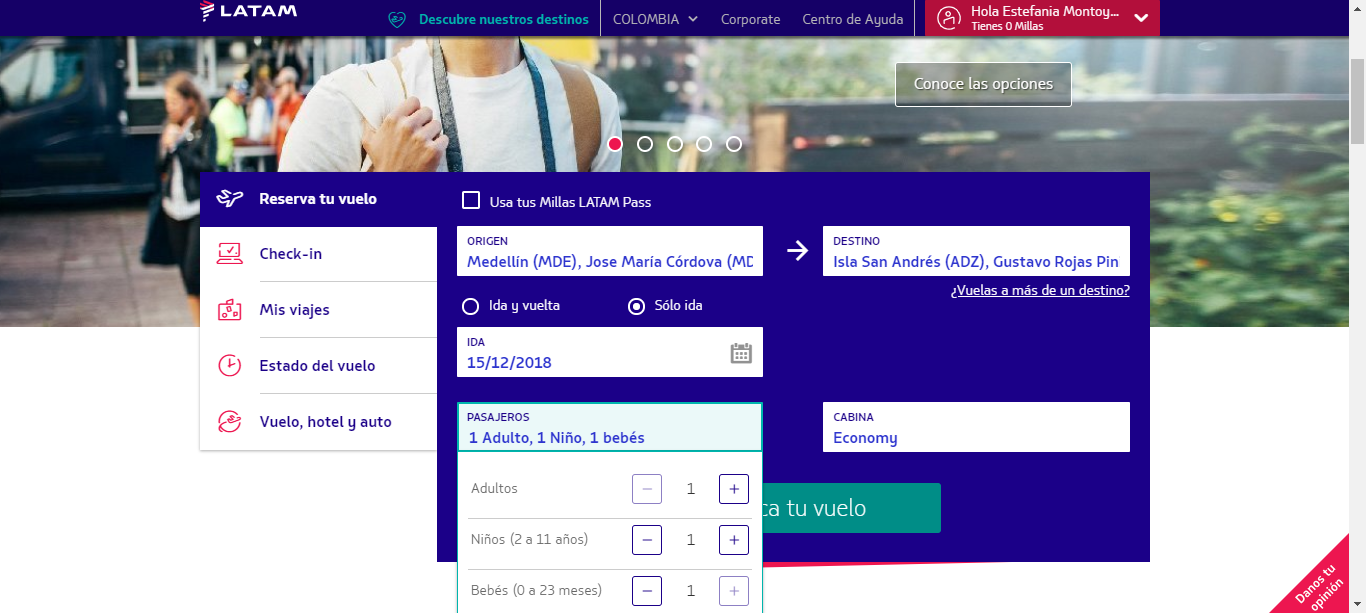 LATAM
Descubre nuestros destinos
COLOMBIA
Corporate
Centro de Ayuda
Hola Estefania Montoy...
Tienes 0 Millas
Conoce las opciones
Reserva tu vuelo
Check-in
Mis viajes
Estado del vuelo
Vuelo, hotel y auto
Usa tus Millas LATAM Pass
ORIGEN
Medellín (MDE), Jose María Córdova (MD
DESTINO
Isla San Andrés (ADZ), Gustavo Rojas Pin
¿Vuelas a más de un destino?
Ida y vuelta
Sólo ida
IDA
15/12/2018
PASAJEROS
1 Adulto, 1 Niño, 1 bebés
CABINA
Economy
Adultos
− 1 +
Niños (2 a 11 años)
− 1 +
Bebés (0 a 23 meses)
− 1 +
ca tu vuelo
Danos tu
opinión